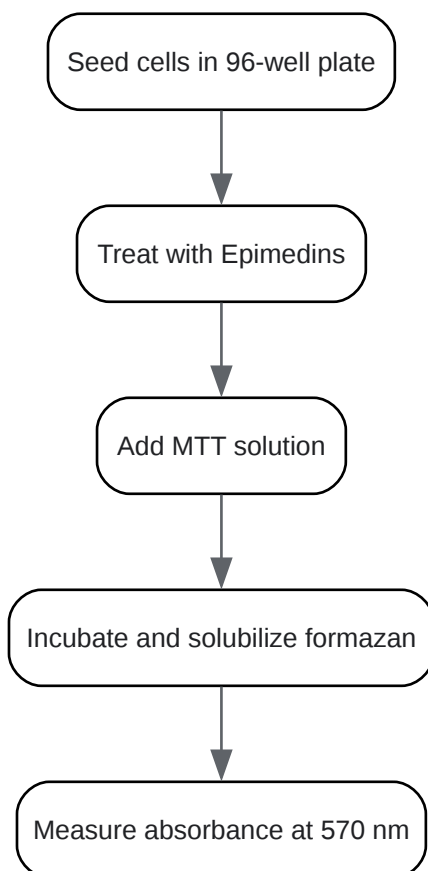 Seed cells in 96-well plate
Treat with Epimedins
Add MTT solution
Incubate and solubilize formazan
Measure absorbance at 570 nm